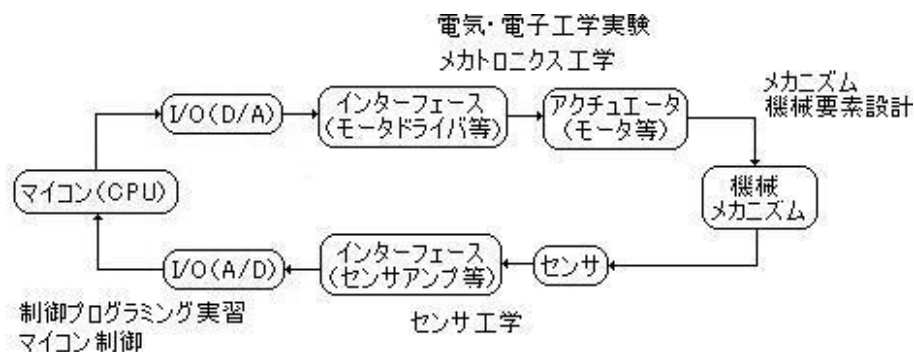 電気・電子工学実験
メカトロニクス工学
メカニズム
機械要素設計
I/O(D/A)
インターフェース
(モータドライバ等)
アクチュエータ
(モータ等)
マイコン(CPU)
機械
メカニズム
I/O(A/D)
インターフェース
(センサアンプ等)
センサ
制御プログラミング実習
マイコン制御
センサ工学